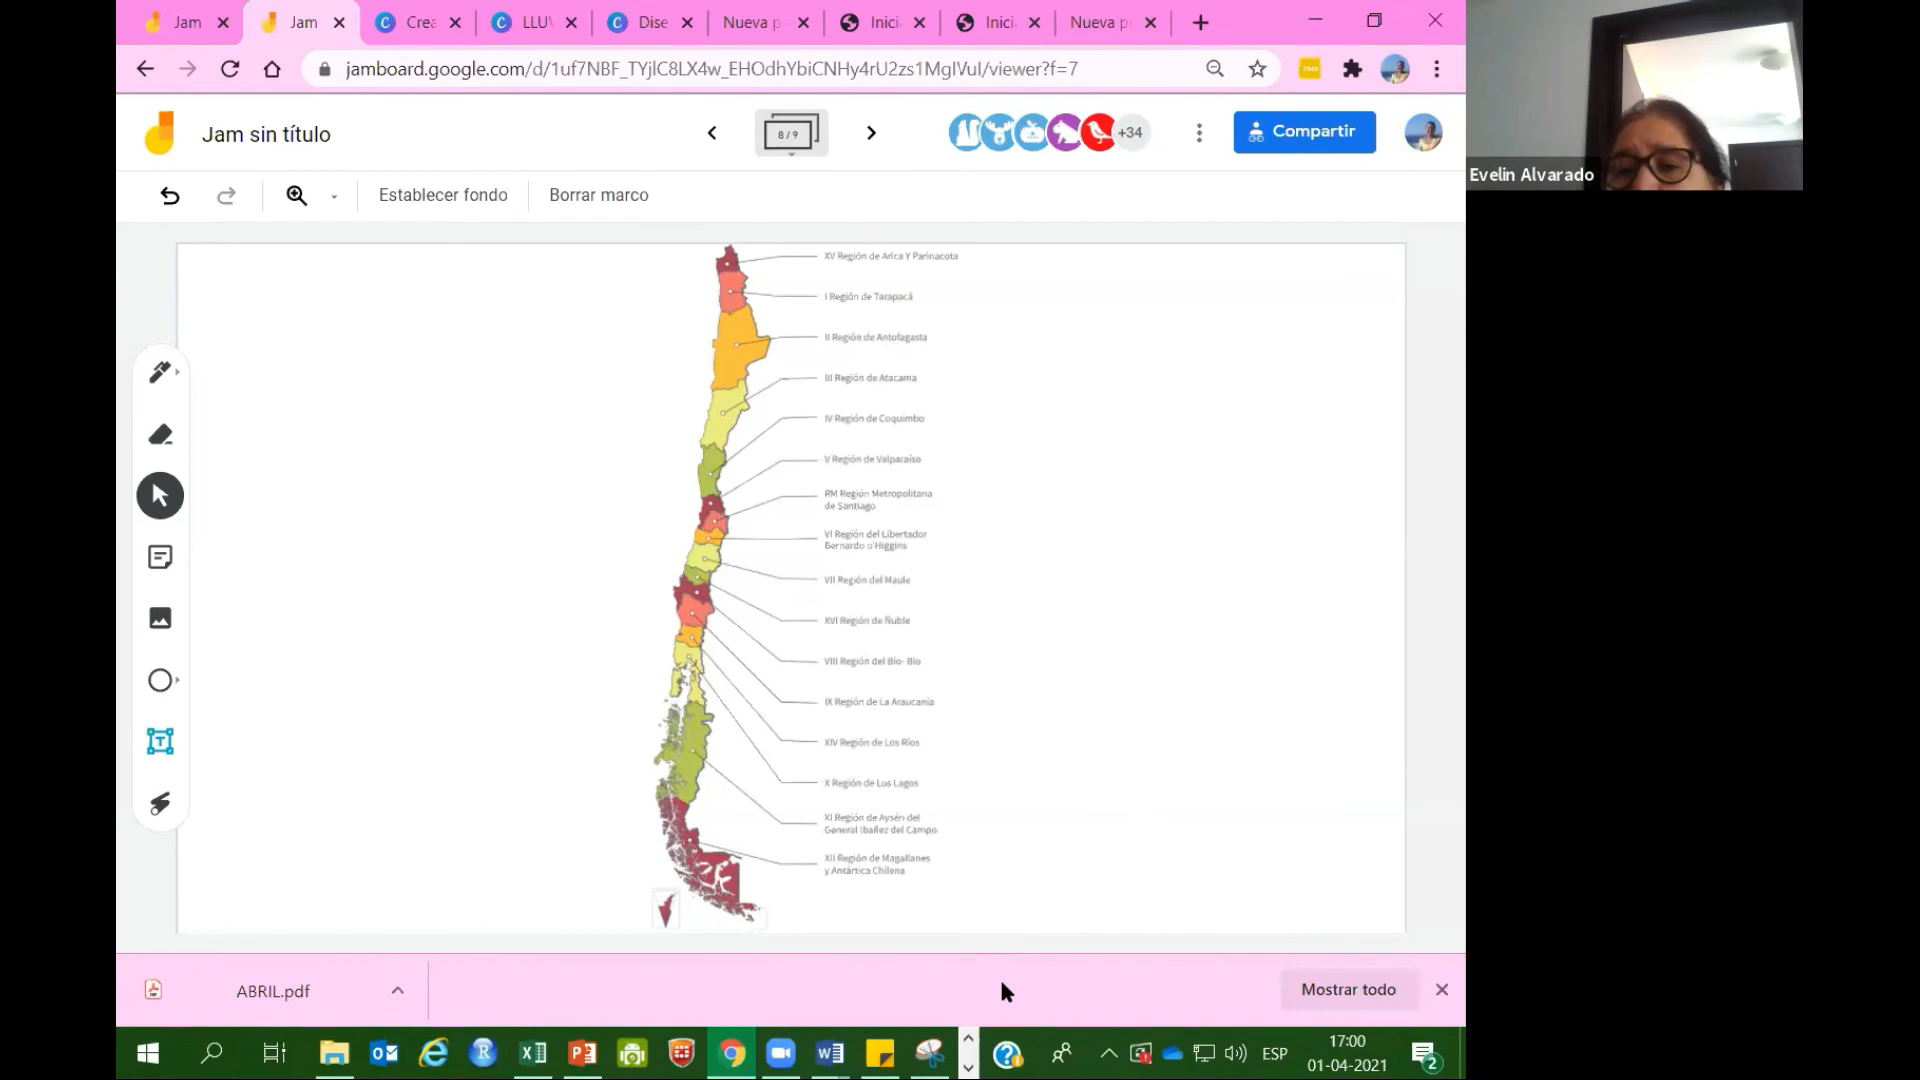 Jam
Jam
Crea
LLUV
Dise
Nueva p
Inici
Inici
Nueva p
jamboard.google.com/d/1uf7NBF_TYjlC8LX4w_EHOdhYbiCNHy4rU2zs1MgIVuI/viewer?f=7
Jam sin título
8 / 9
+34
Compartir
Evelin Alvarado
Establecer fondo
Borrar marco
XV Región de Arica Y Parinacota
I Región de Tarapacá
II Región de Antofagasta
III Región de Atacama
IV Región de Coquimbo
V Región de Valparaíso
RM Región Metropolitana
de Santiago
VI Región del Libertador
Bernardo o'Higgins
VII Región del Maule
XVI Región de Ñuble
VIII Región del Bío- Bío
IX Región de La Araucanía
XIV Región de Los Ríos
X Región de Los Lagos
XI Región de Aysén del
General Ibañez del Campo
XII Región de Magallanes
y Antártica Chilena
ABRIL.pdf
Mostrar todo
ESP
17:00
01-04-2021
2